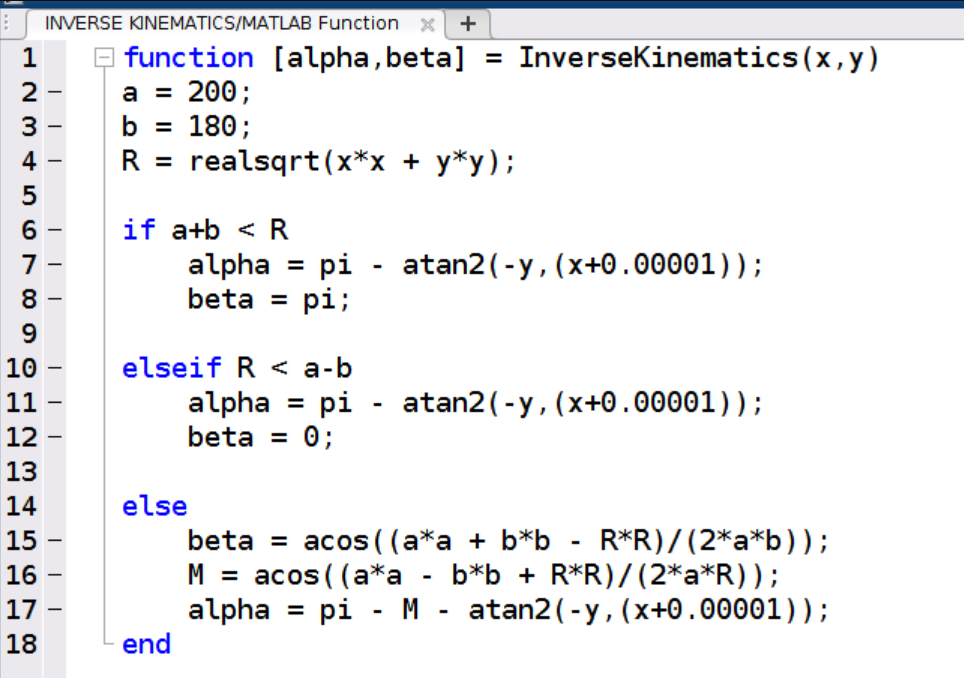 INVERSE KINEMATICS/MATLAB Function × +
1 function [alpha,beta] = InverseKinematics(x,y)
2 – a = 200;
3 – b = 180;
4 – R = realsqrt(x*x + y*y);
5
6 – if a+b < R
7 – alpha = pi - atan2(-y,(x+0.00001));
8 – beta = pi;
9
10 – elseif R < a-b
11 – alpha = pi - atan2(-y,(x+0.00001));
12 – beta = 0;
13
14 else
15 – beta = acos((a*a + b*b - R*R)/(2*a*b));
16 – M = acos((a*a - b*b + R*R)/(2*a*R));
17 – alpha = pi - M - atan2(-y,(x+0.00001));
18 end